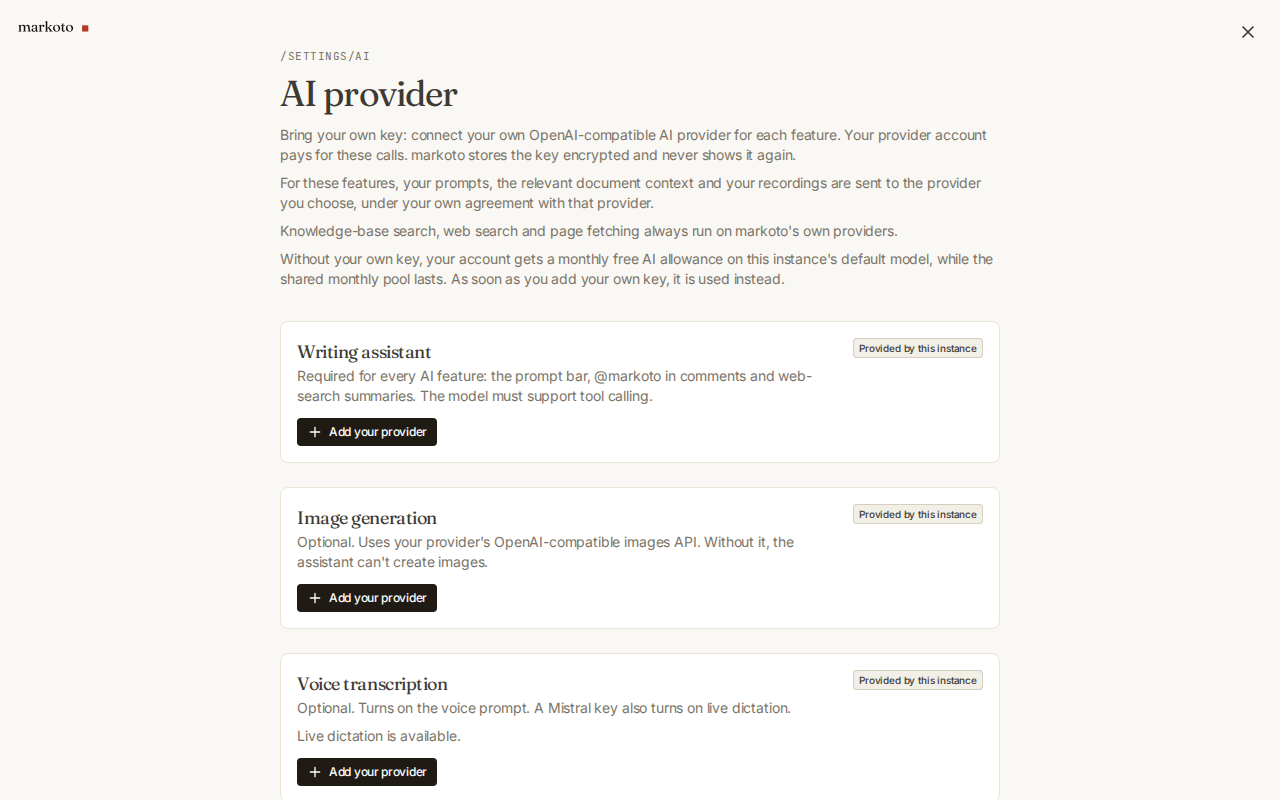 markoto
/SETTINGS/AI
AI provider
Bring your own key: connect your own OpenAI-compatible AI provider for each feature. Your provider account
pays for these calls. markoto stores the key encrypted and never shows it again.
For these features, your prompts, the relevant document context and your recordings are sent to the provider
you choose, under your own agreement with that provider.
Knowledge-base search, web search and page fetching always run on markoto's own providers.
Without your own key, your account gets a monthly free AI allowance on this instance's default model, while the
shared monthly pool lasts. As soon as you add your own key, it is used instead.
Writing assistant
Provided by this instance
Required for every AI feature: the prompt bar, @markoto in comments and web-
search summaries. The model must support tool calling.
Add your provider
Image generation
Provided by this instance
Optional. Uses your provider's OpenAI-compatible images API. Without it, the
assistant can't create images.
Add your provider
Voice transcription
Provided by this instance
Optional. Turns on the voice prompt. A Mistral key also turns on live dictation.
Live dictation is available.
Add your provider